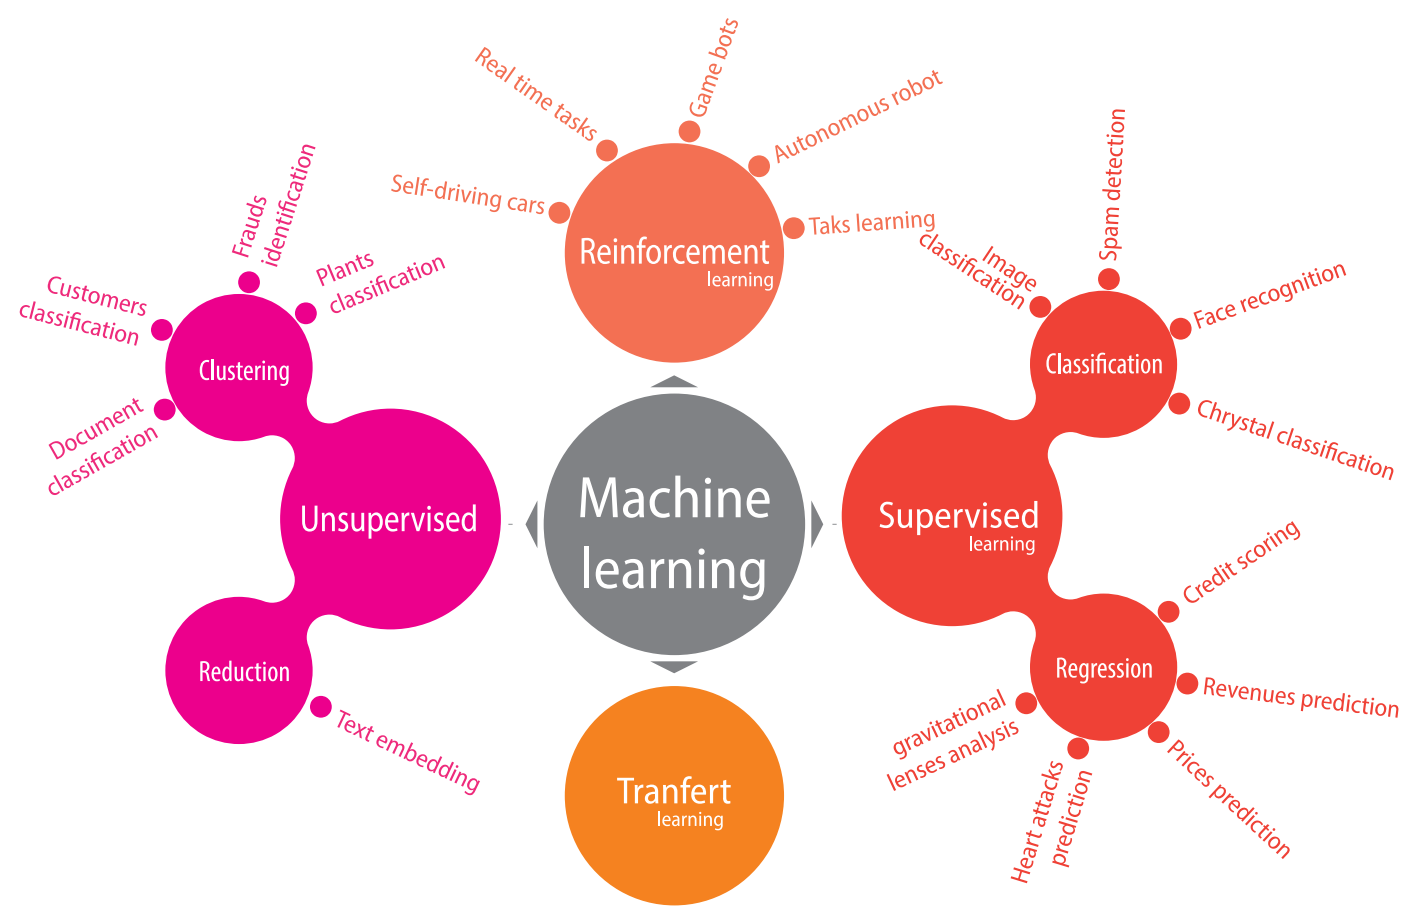 Real time tasks
Game bots
Autonomous robot
Self-driving cars
Taks learning
Reinforcement
learning
Frauds
identification
Plants
classification
Customers
classification
Document
classification
Clustering
Unsupervised
Reduction
Text embedding
Machine
learning
Tranfert
learning
Supervised
learning
Image
classification
Spam detection
Face recognition
Chrystal classification
Classification
Credit scoring
Revenues prediction
Prices prediction
Heart attacks
prediction
gravitational
lenses analysis
Regression